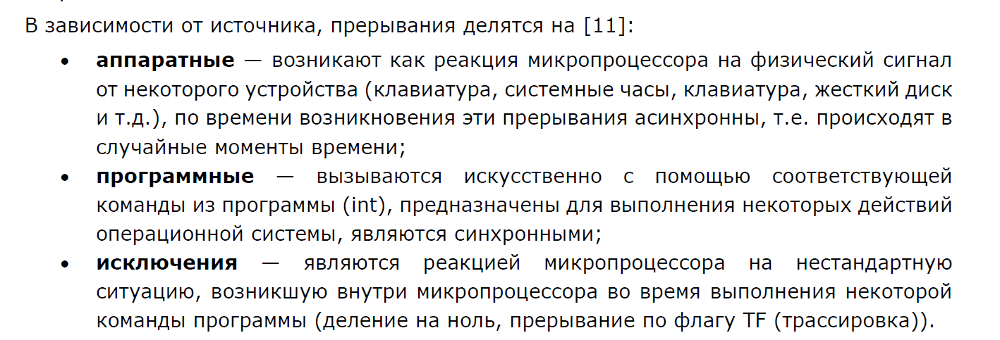 В зависимости от источника, прерывания делятся на [11]:
• аппаратные — возникают как реакция микропроцессора на физический сигнал
от некоторого устройства (клавиатура, системные часы, клавиатура, жесткий диск
и т.д.), по времени возникновения эти прерывания асинхронны, т.е. происходят в
случайные моменты времени;
• программные — вызываются искусственно с помощью соответствующей
команды из программы (int), предназначены для выполнения некоторых действий
операционной системы, являются синхронными;
• исключения — являются реакцией микропроцессора на нестандартную
ситуацию, возникшую внутри микропроцессора во время выполнения некоторой
команды программы (деление на ноль, прерывание по флагу TF (трассировка)).